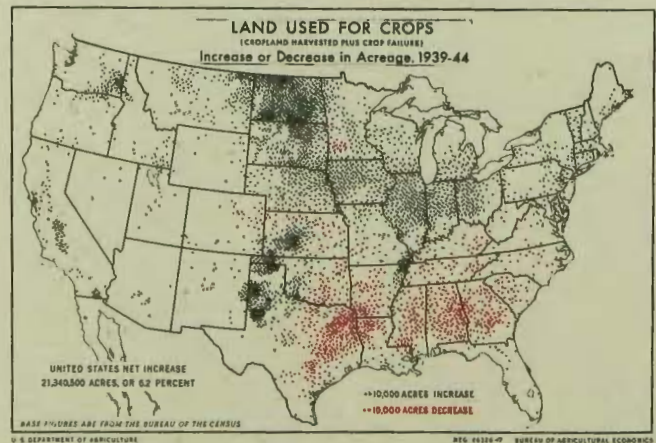 LAND USED FOR CROPS
(CROPLAND HARVESTED PLUS CROP FAILURE)
Increase or Decrease in Acreage, 1939-44
UNITED STATES NET INCREASE
21,340,500 ACRES, OR 6.2 PERCENT
•=10,000 ACRES INCREASE
•=10,000 ACRES DECREASE
BASE FIGURES ARE FROM THE BUREAU OF THE CENSUS
U. S. DEPARTMENT OF AGRICULTURE
BUREAU OF AGRICULTURAL ECONOMICS